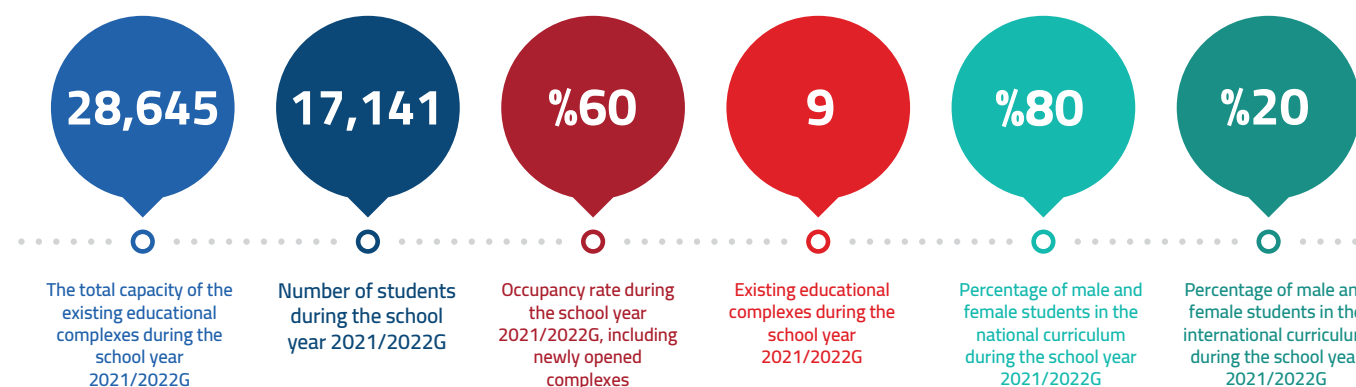 28,645
17,141
%60
9
%80
%20
The total capacity of the
existing educational
complexes during the
school year
2021/2022G
Number of students
during the school
year 2021/2022G
Occupancy rate during
the school year
2021/2022G, including
newly opened
complexes
Existing educational
complexes during the
school year
2021/2022G
Percentage of male and
female students in the
national curriculum
during the school year
2021/2022G
Percentage of male
female students in
international
during the school
2021/2022G